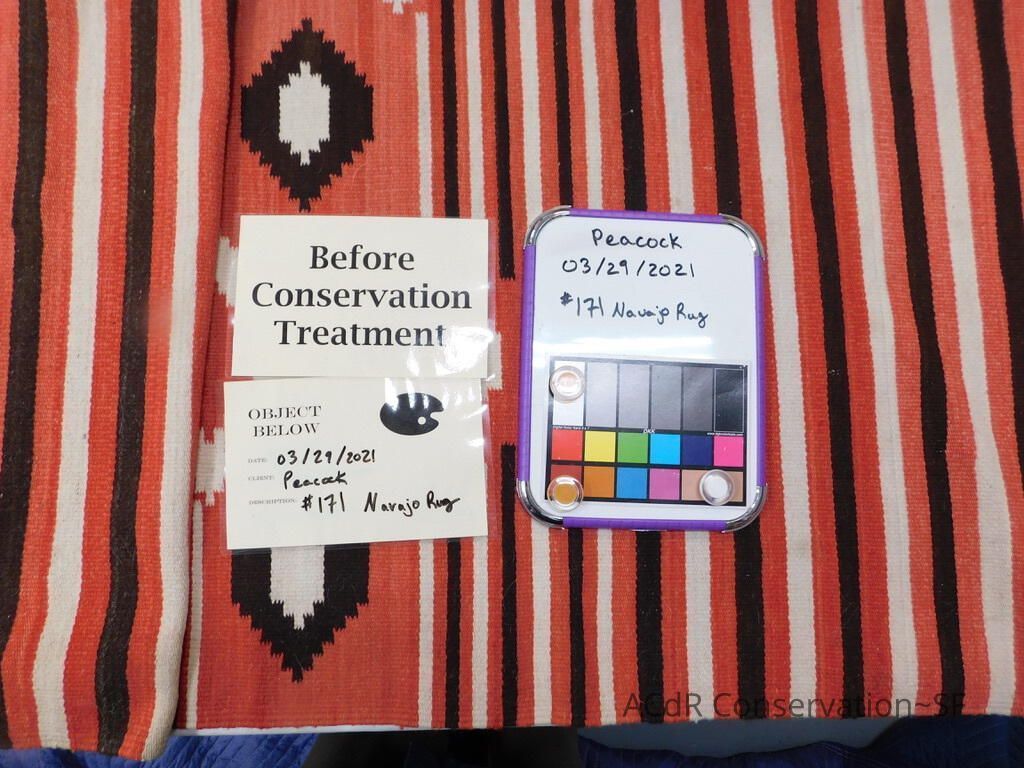 Before
Conservation
Treatment
OBJECT
BELOW
DATE: 03/29/2021
CLIENT: Peacock
DESCRIPTION: #171 Navajo Rug
Peacock
03/29/2021
#171 Navajo Rug
DKK
ACdR Conservation~SF